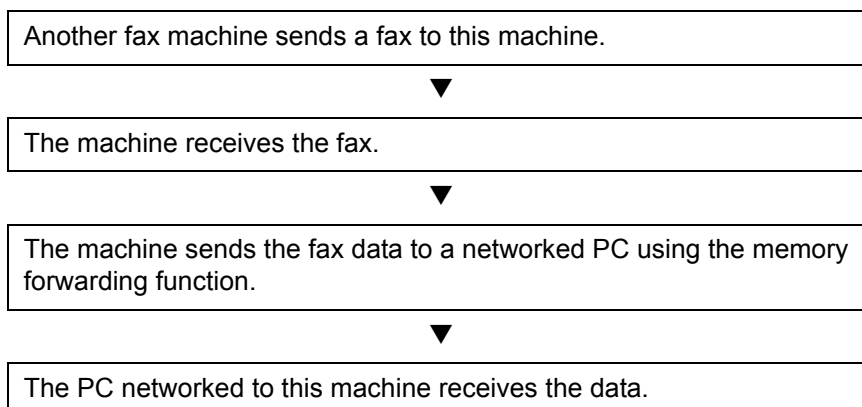 Another fax machine sends a fax to this machine.
▼
The machine receives the fax.
▼
The machine sends the fax data to a networked PC using the memory
forwarding function.
▼
The PC networked to this machine receives the data.